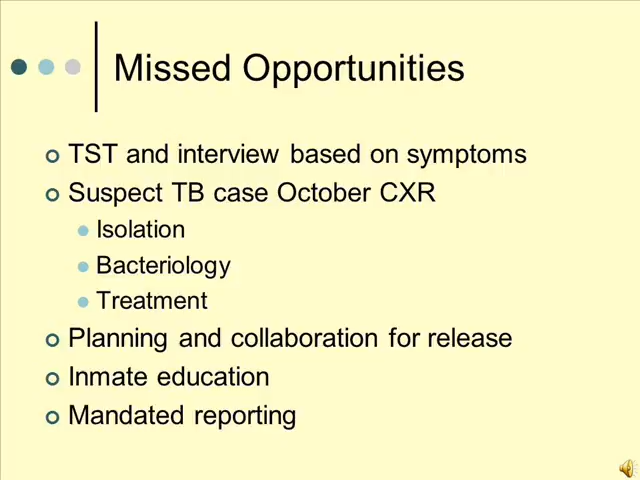 Missed Opportunities
TST and interview based on symptoms
Suspect TB case October CXR
Isolation
Bacteriology
Treatment
Planning and collaboration for release
Inmate education
Mandated reporting